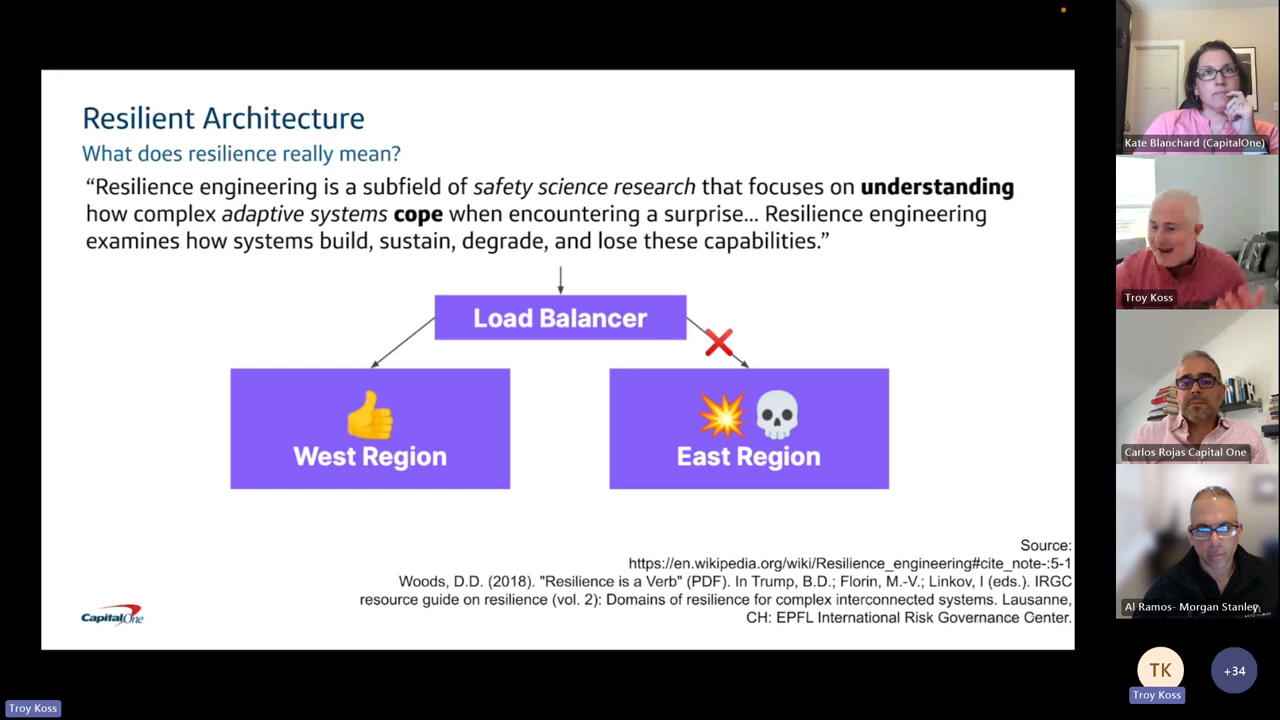 Resilient Architecture
What does resilience really mean?
“Resilience engineering is a subfield of safety science research that focuses on understanding
how complex adaptive systems cope when encountering a surprise... Resilience engineering
examines how systems build, sustain, degrade, and lose these capabilities.”
Load Balancer
West Region
East Region
Source:
https://en.wikipedia.org/wiki/Resilience_engineering#cite_note-:5-1
Woods, D.D. (2018). "Resilience is a Verb" (PDF). In Trump, B.D.; Florin, M.-V.; Linkov, I (eds.). IRGC
resource guide on resilience (vol. 2): Domains of resilience for complex interconnected systems. Lausanne,
CH: EPFL International Risk Governance Center.
Capital One
Kate Blanchard (CapitalOne)
Troy Koss
Carlos Rojas Capital One
Al Ramos- Morgan Stanley
TK
+34
Troy Koss
Troy Koss